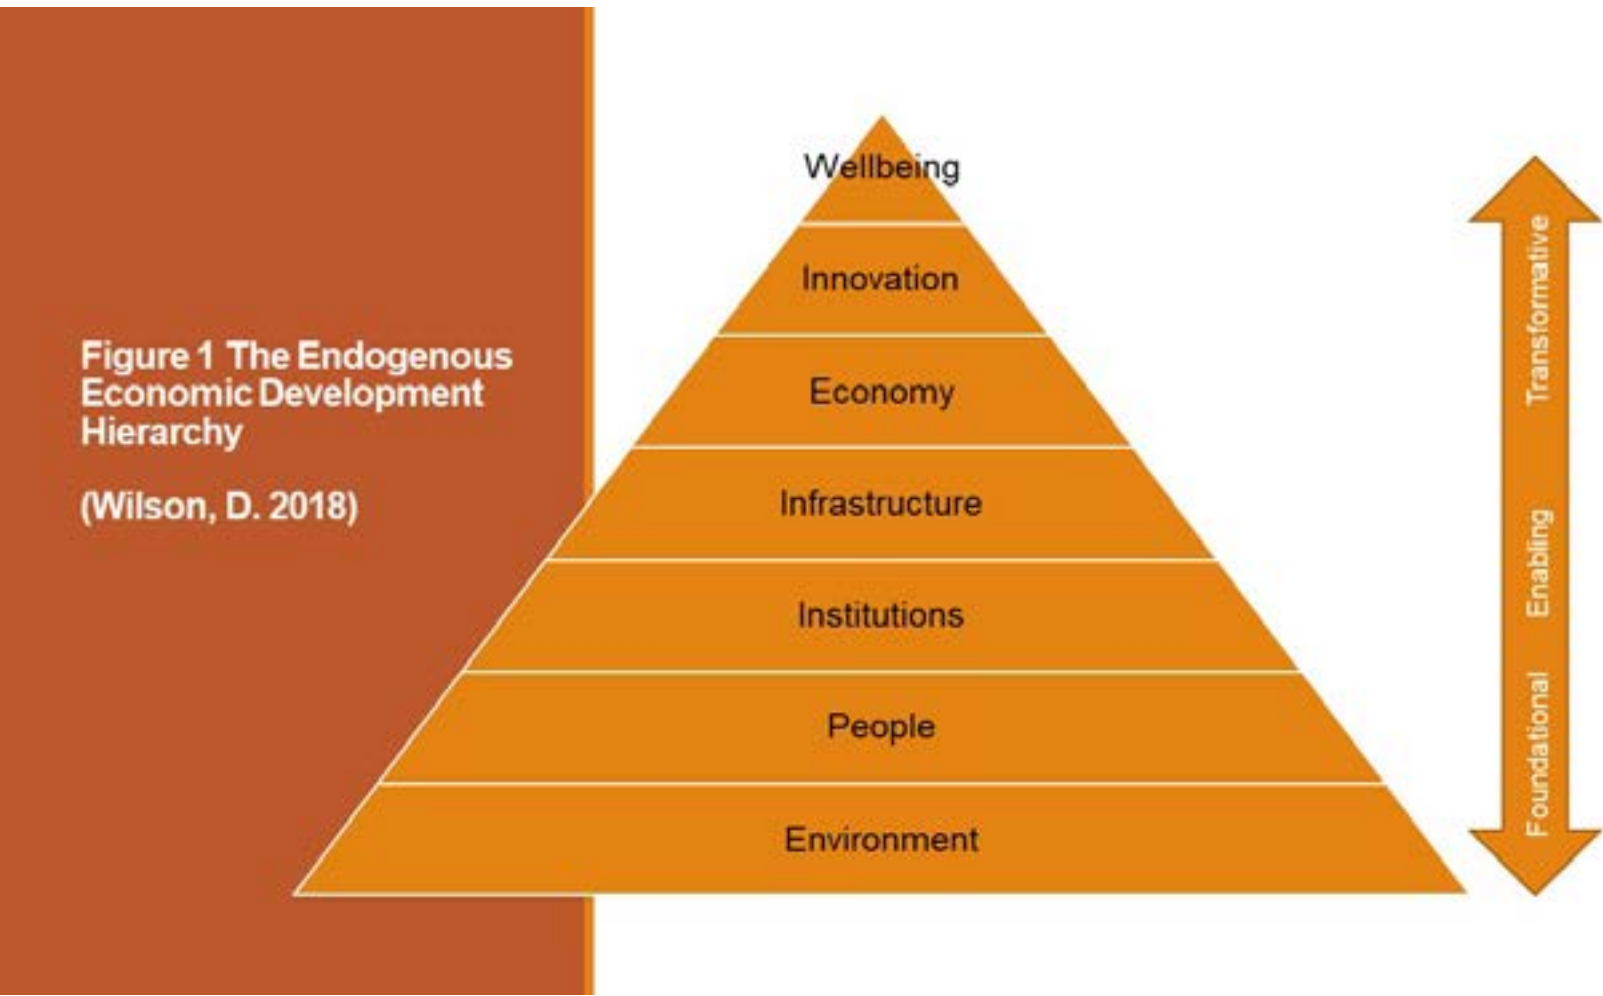 Figure 1 The Endogenous
Economic Development
Hierarchy
(Wilson, D. 2018)
Wellbeing
Innovation
Economy
Infrastructure
Institutions
People
Environment
Transformative
Enabling
Foundational